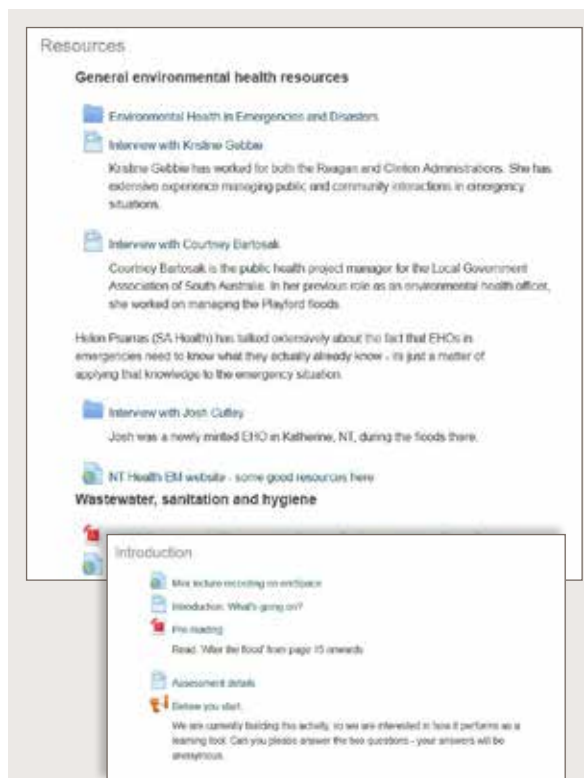 Resources
General environmental health resources
Environmental Health in Emergencies and Disasters
Interview with Kristine Gebbie
Kristine Gebbie has worked for both the Reagan and Clinton Administrations. She has
extensive experience managing public and community interactions in emergency
situations.
Interview with Courtney Bartosak
Courtney Bartosak is the public health project manager for the Local Government
Association of South Australia. In her previous role as an environmental health officer,
she worked on managing the Playford floods.
Helen Psarras (SA Health) has talked extensively about the fact that EHOs in
emergencies need to know what they actually already know - its just a matter of
applying that knowledge to the emergency situation.
Interview with Josh
Josh was a newly minted EHO in Katherine, NT, during the floods there.
NT Health EM website - some good resources here
Wastewater, sanitation and hygiene
Introduction
Mini lecture recording on
Introduction. What's going on?
Pre-reading
Read. 'After the flood' from page 15 onwards
Assessment details
Before you start.
We are currently building this activity, so we are interested in how it performs as a
learning tool. Can you please answer the two questions - your answers will be
anonymous.